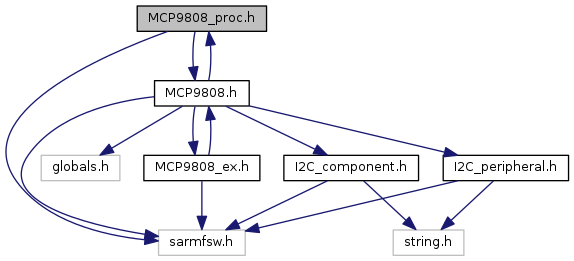 MCP9808_proc.h
MCP9808.h
globals.h
MCP9808_ex.h
I2C_component.h
I2C_peripheral.h
sarmfsw.h
string.h